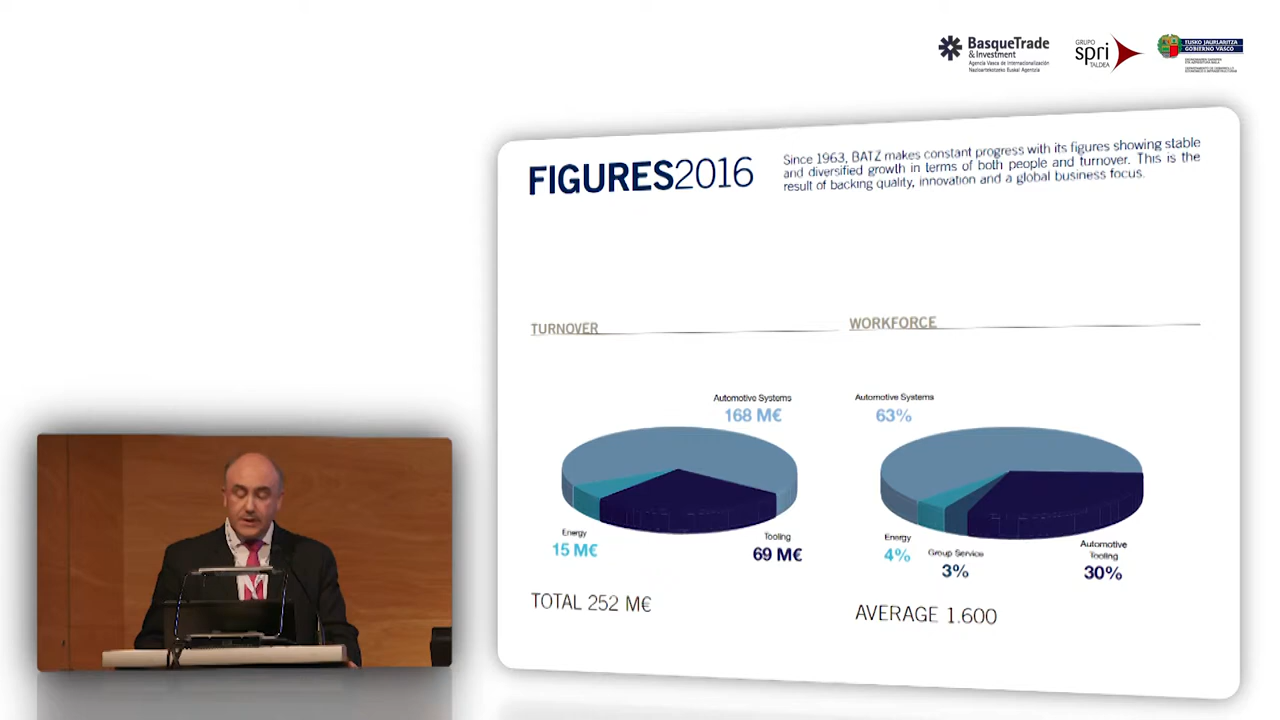 BasqueTrade
& Investment
Agencia Vasca de Internacionalización
Nazioartekotzeko Euskal Agentzia
GRUPO
spri
TALDEA
EUSKO JAURLARITZA
GOBIERNO VASCO
FIGURES2016
Since 1963, BATZ makes constant progress with its figures showing stable
and diversified growth in terms of both people and turnover. This is the
result of backing quality, innovation and a global business focus.
TURNOVER
Automotive Systems
168 M€
Energy
15 M€
Tooling
69 M€
TOTAL 252 M€
WORKFORCE
Automotive Systems
63%
Energy
4%
Group Service
3%
Automotive
Tooling
30%
AVERAGE 1.600